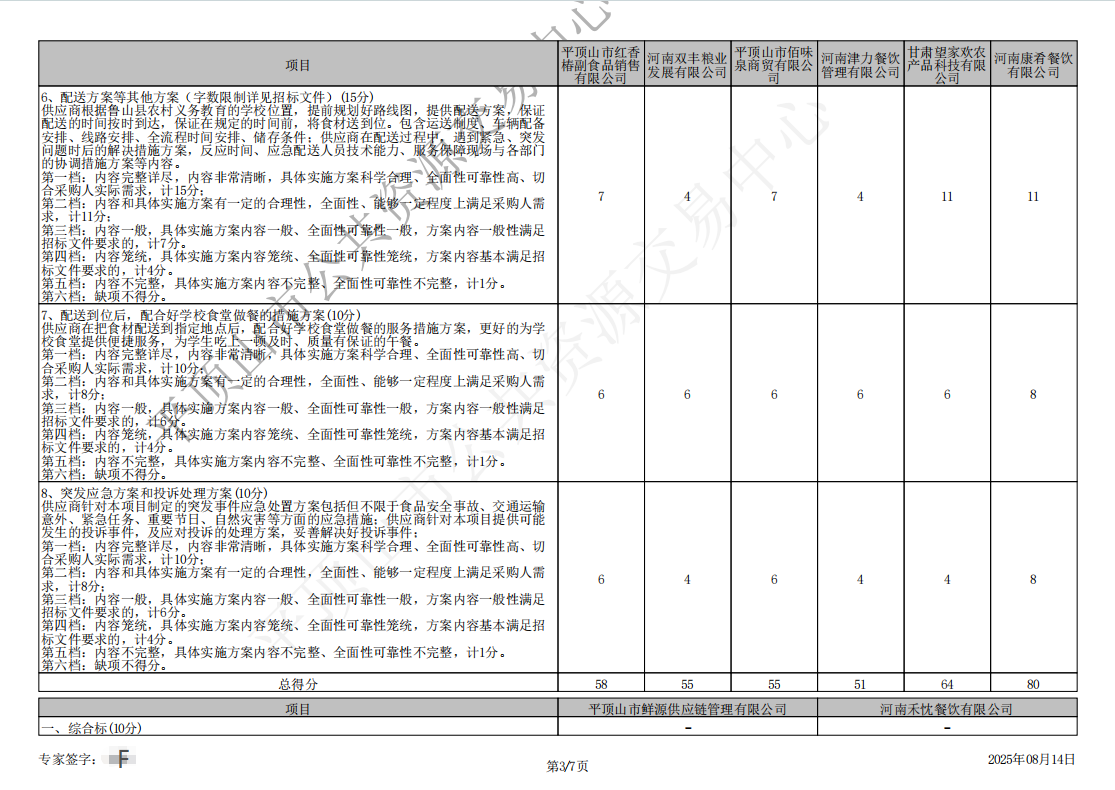 项目
平顶山市红香椿副食品销售有限公司
河南双丰粮业发展有限公司
平顶山市佰味泉商贸有限公司
河南津力餐饮管理有限公司
甘肃望家欢农产品科技有限公司
河南康肴餐饮有限公司
6、配送方案等其他方案（字数限制详见招标文件）(15分)
供应商根据鲁山县农村义务教育的学校位置，提前规划好路线图，提供配送方案，保证
配送的时间按时到达，保证在规定的时间前，将食材送到位。包含运送制度、车辆配备
安排、线路安排、全流程时间安排、储存条件；供应商在配送过程中，遇到紧急、突发
问题时后的解决措施方案，反应时间、应急配送人员技术能力、服务保障现场与各部门
的协调措施方案等内容。
第一档：内容完整详尽，内容非常清晰，具体实施方案科学合理、全面性可靠性高、切
合采购人实际需求，计15分；
第二档：内容和具体实施方案有一定的合理性，全面性、能够一定程度上满足采购人需
求，计11分；
第三档：内容一般，具体实施方案内容一般、全面性可靠性一般，方案内容一般性满足
招标文件要求的，计7分。
第四档：内容笼统，具体实施方案内容笼统、全面性可靠性笼统，方案内容基本满足招
标文件要求的，计4分。
第五档：内容不完整，具体实施方案内容不完整、全面性可靠性不完整，计1分。
第六档：缺项不得分。
7 4 7 4 11 11
7、配送到位后，配合好学校食堂做餐的措施方案(10分)
供应商在把食材配送到指定地点后，配合好学校食堂做餐的服务措施方案，更好的为学
校食堂提供便捷服务，为学生吃上一顿及时、质量有保证的午餐。
第一档：内容完整详尽，内容非常清晰，具体实施方案科学合理、全面性可靠性高、切
合采购人实际需求，计10分；
第二档：内容和具体实施方案有一定的合理性，全面性、能够一定程度上满足采购人需
求，计8分；
第三档：内容一般，具体实施方案内容一般、全面性可靠性一般，方案内容一般性满足
招标文件要求的，计6分。
第四档：内容笼统，具体实施方案内容笼统、全面性可靠性笼统，方案内容基本满足招
标文件要求的，计4分。
第五档：内容不完整，具体实施方案内容不完整、全面性可靠性不完整，计1分。
第六档：缺项不得分。
6 6 6 6 6 8
8、突发应急方案和投诉处理方案(10分)
供应商针对本项目制定的突发事件应急处置方案包括但不限于食品安全事故、交通运输
意外、紧急任务、重要节日、自然灾害等方面的应急措施；供应商针对本项目提供可能
发生的投诉事件，及应对投诉的处理方案，妥善解决好投诉事件；
第一档：内容完整详尽，内容非常清晰，具体实施方案科学合理、全面性可靠性高、切
合采购人实际需求，计10分；
第二档：内容和具体实施方案有一定的合理性，全面性、能够一定程度上满足采购人需
求，计8分；
第三档：内容一般，具体实施方案内容一般、全面性可靠性一般，方案内容一般性满足
招标文件要求的，计6分。
第四档：内容笼统，具体实施方案内容笼统、全面性可靠性笼统，方案内容基本满足招
标文件要求的，计4分。
第五档：内容不完整，具体实施方案内容不完整、全面性可靠性不完整，计1分。
第六档：缺项不得分。
6 4 6 4 4 8
总得分 58 55 55 51 64 80
项目 平顶山市鲜源供应链管理有限公司 河南禾忱餐饮有限公司
一、综合标(10分) - -
专家签字：
第3/7页
2025年08月14日
平顶山市公共资源交易中心
平顶山市公共资源交易中心